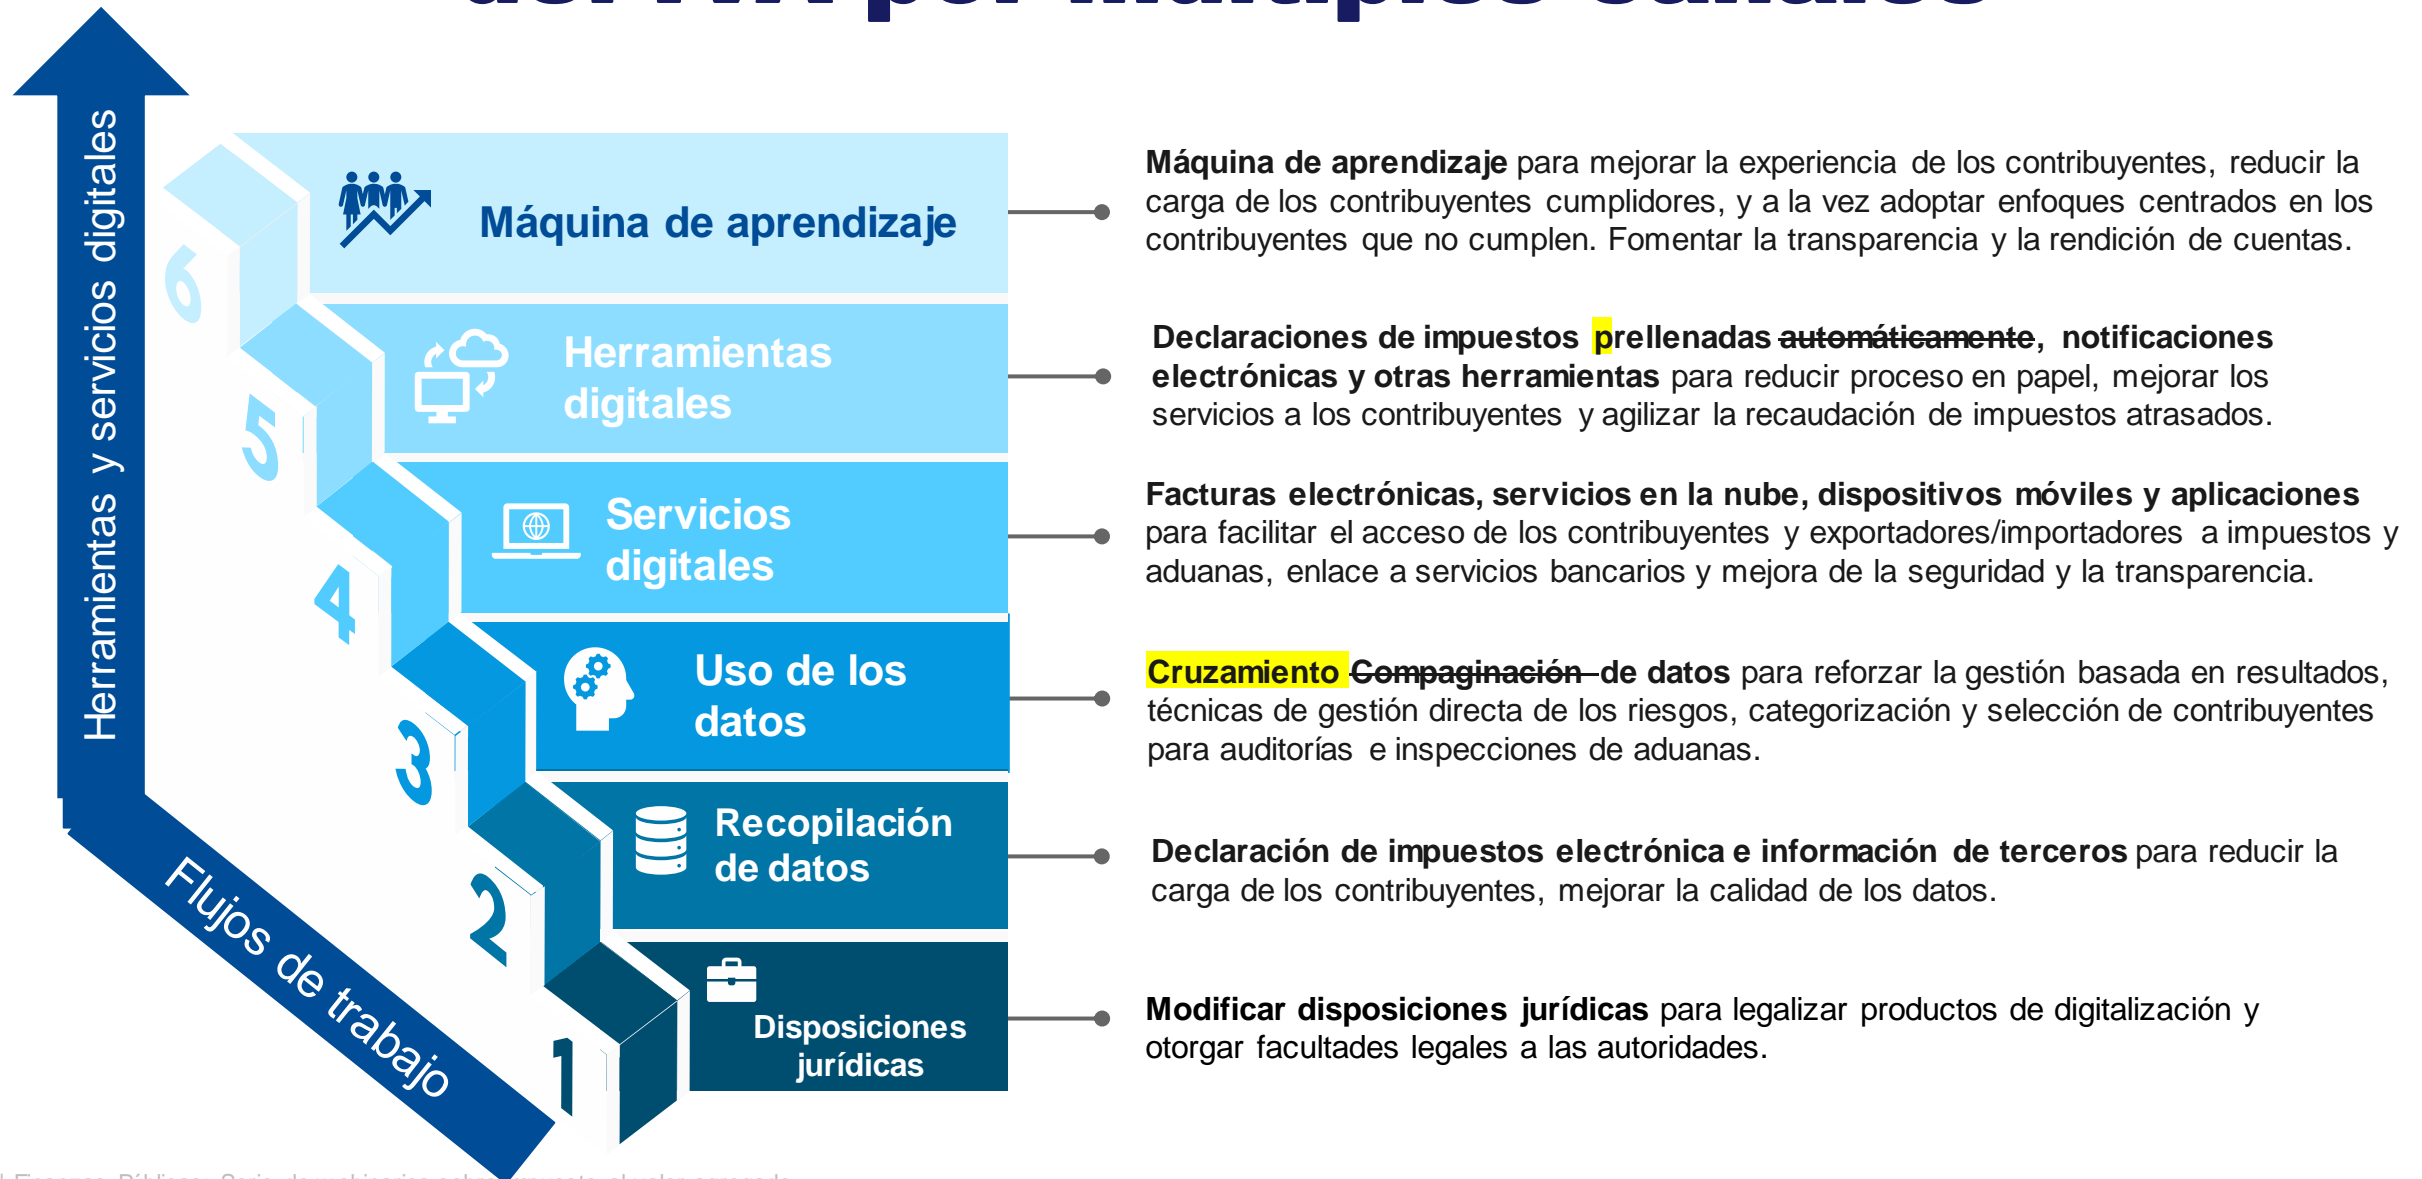 del IVA por múltiples canales
Herramientas y servicios digitales
Flujos de trabajo
6
Máquina de aprendizaje
Máquina de aprendizaje para mejorar la experiencia de los contribuyentes, reducir la
carga de los contribuyentes cumplidores, y a la vez adoptar enfoques centrados en los
contribuyentes que no cumplen. Fomentar la transparencia y la rendición de cuentas.
5
Herramientas
digitales
Declaraciones de impuestos prellenadas automáticamente, notificaciones
electrónicas y otras herramientas para reducir proceso en papel, mejorar los
servicios a los contribuyentes y agilizar la recaudación de impuestos atrasados.
4
Servicios
digitales
Facturas electrónicas, servicios en la nube, dispositivos móviles y aplicaciones
para facilitar el acceso de los contribuyentes y exportadores/importadores a impuestos y
aduanas, enlace a servicios bancarios y mejora de la seguridad y la transparencia.
3
Uso de los
datos
Cruzamiento Compaginación de datos para reforzar la gestión basada en resultados,
técnicas de gestión directa de los riesgos, categorización y selección de contribuyentes
para auditorías e inspecciones de aduanas.
2
Recopilación
de datos
Declaración de impuestos electrónica e información de terceros para reducir la
carga de los contribuyentes, mejorar la calidad de los datos.
1
Disposiciones
jurídicas
Modificar disposiciones jurídicas para legalizar productos de digitalización y
otorgar facultades legales a las autoridades.